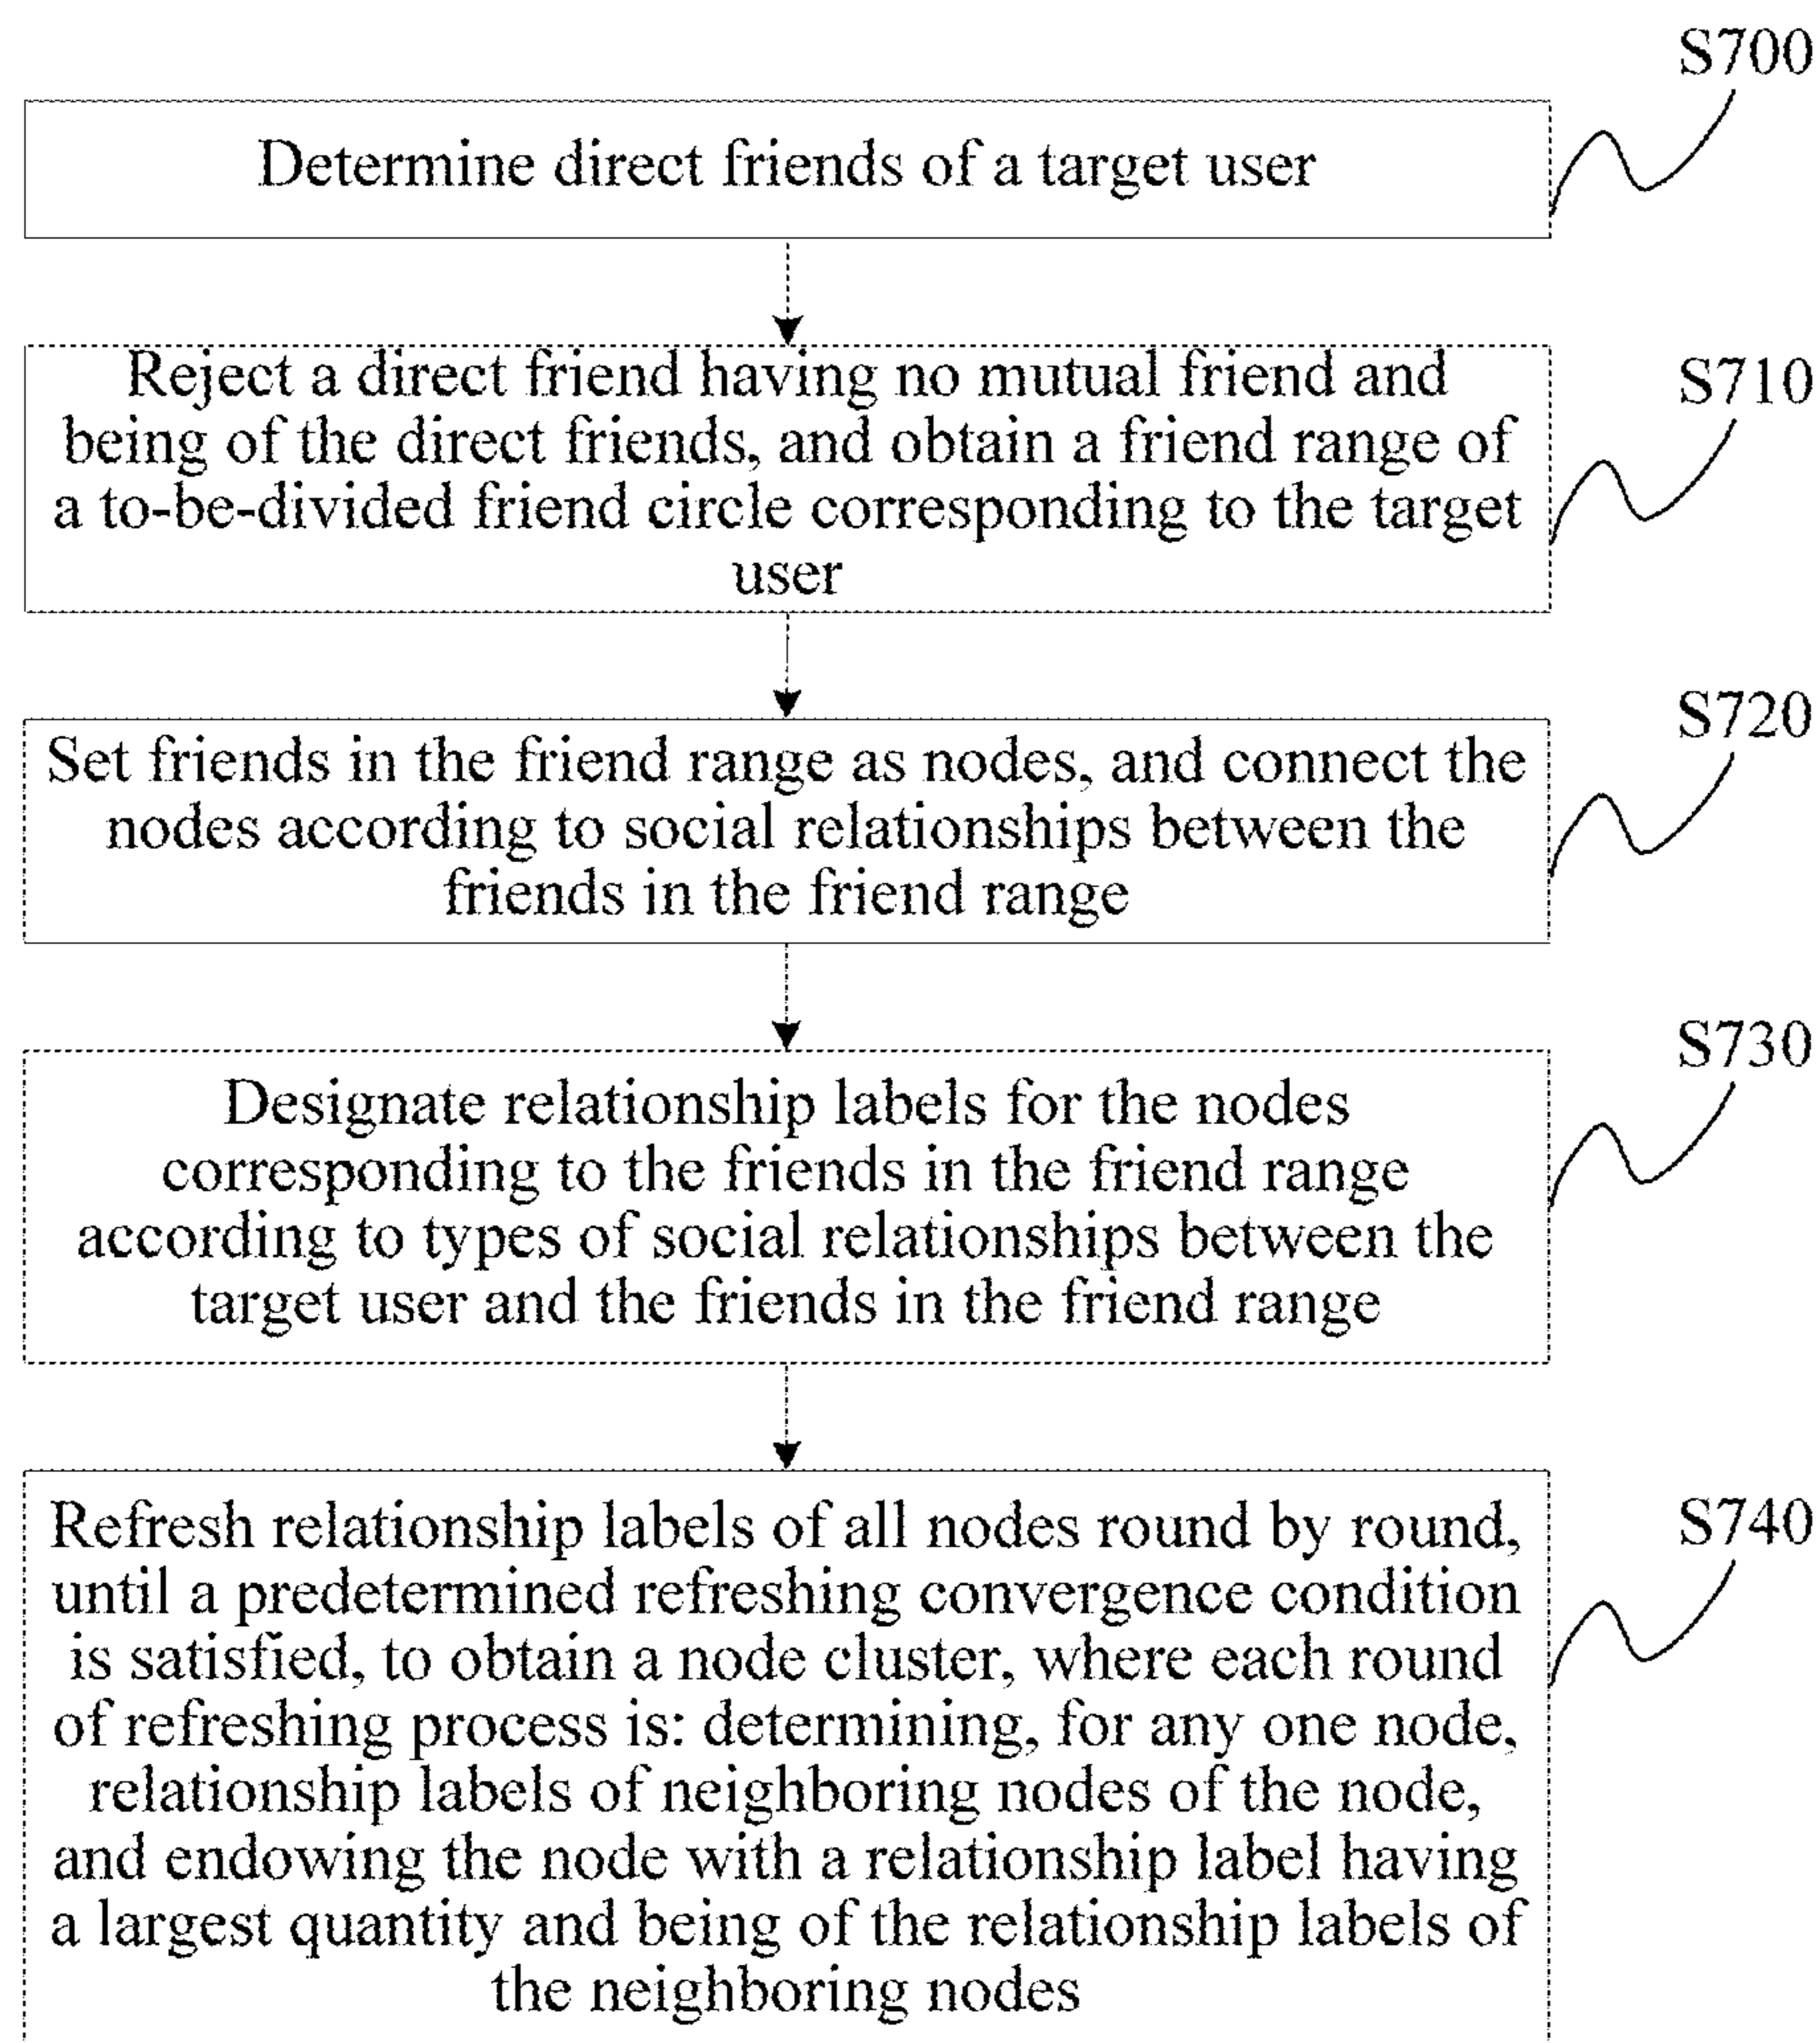 S700
Determine direct friends of a target user
S710
Reject a direct friend having no mutual friend and
being of the direct friends, and obtain a friend range of
a to-be-divided friend circle corresponding to the target
user
S720
Set friends in the friend range as nodes, and connect the
nodes according to social relationships between the
friends in the friend range
S730
Designate relationship labels for the nodes
corresponding to the friends in the friend range
according to types of social relationships between the
target user and the friends in the friend range
S740
Refresh relationship labels of all nodes round by round,
until a predetermined refreshing convergence condition
is satisfied, to obtain a node cluster, where each round
of refreshing process is: determining, for any one node,
relationship labels of neighboring nodes of the node,
and endowing the node with a relationship label having
a largest quantity and being of the relationship labels of
the neighboring nodes